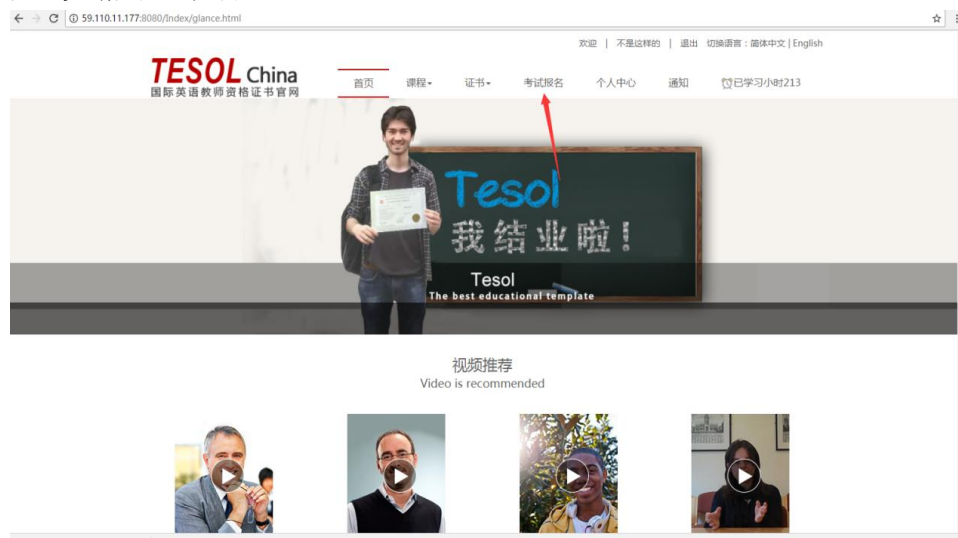 59.110.11.177:8080/Index/glance.html
欢迎 | 不是这样的 | 退出 切换语言：简体中文 | English
TESOL China
国际英语教师资格证书官网
首页 课程 证书 考试报名 个人中心 通知 已学习小时213
Tesol
我结业啦！
Tesol
The best educational template
视频推荐
Video is recommended